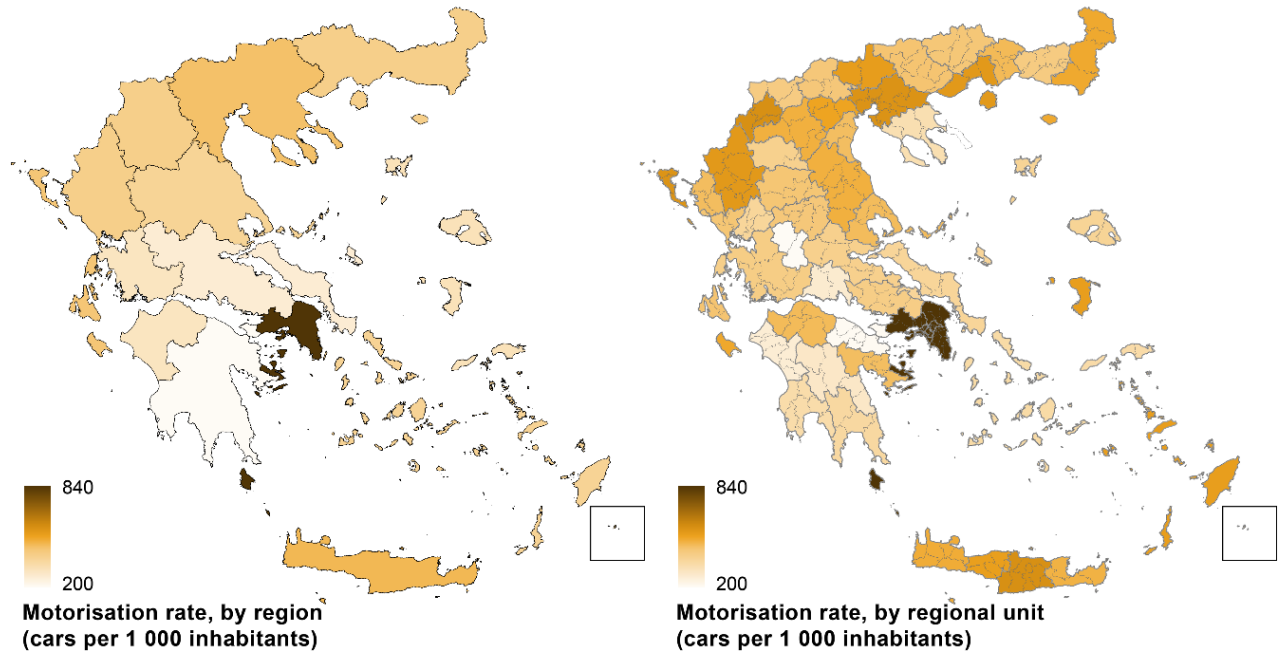 840
200
Motorisation rate, by region
(cars per 1 000 inhabitants)
840
200
Motorisation rate, by regional unit
(cars per 1 000 inhabitants)